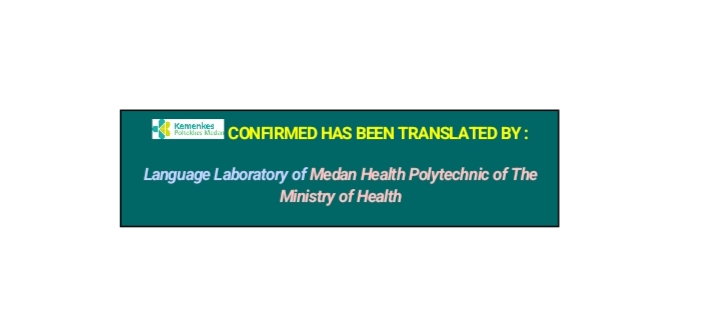 Kemenkes
Poltekkes Medan
CONFIRMED HAS BEEN TRANSLATED BY :
Language Laboratory of Medan Health Polytechnic of The
Ministry of Health